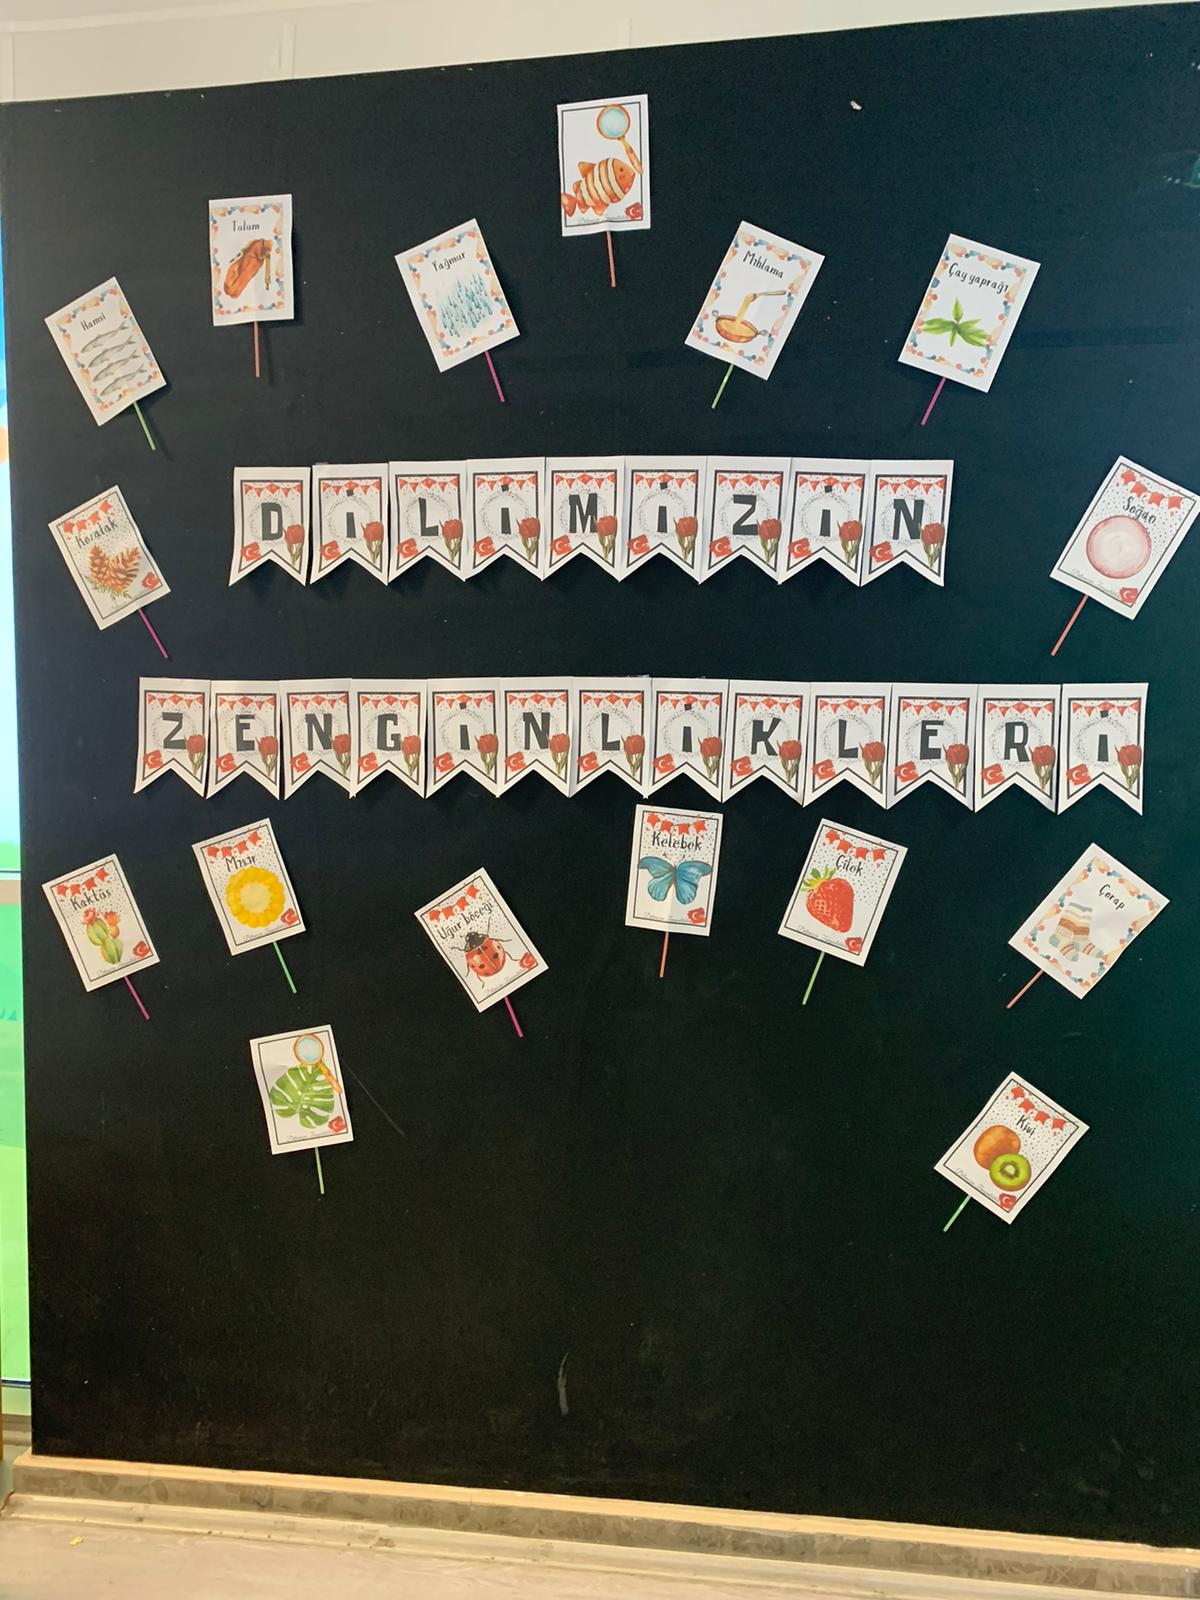 Tulum
Yağmur
Mıhlama
Çay yaprağı
Hamsi
Kozalak
DİLİMİZİN
Soğan
ZENGİNLİKLERİ
Kaktüs
Mısır
Uğur böceği
Kelebek
Çilek
Çorap
Kivi